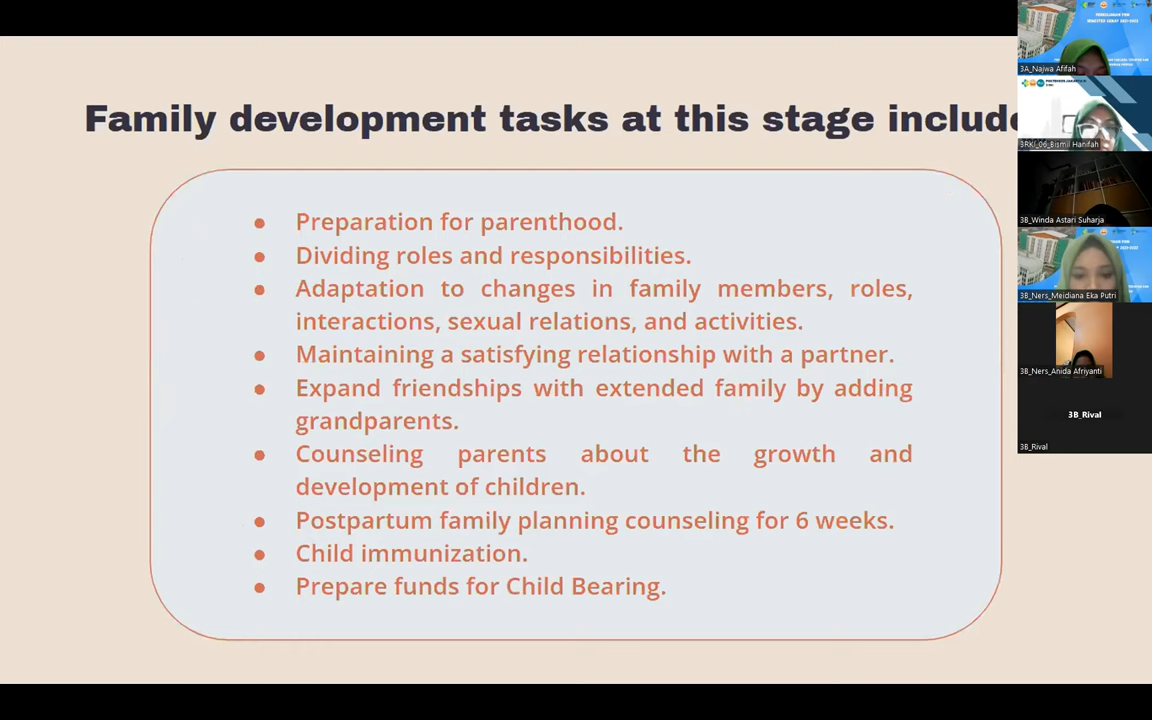 Family development tasks at this stage include
● Preparation for parenthood.
● Dividing roles and responsibilities.
● Adaptation to changes in family members, roles,
interactions, sexual relations, and activities.
● Maintaining a satisfying relationship with a partner.
● Expand friendships with extended family by adding
grandparents.
● Counseling parents about the growth and
development of children.
● Postpartum family planning counseling for 6 weeks.
● Child immunization.
● Prepare funds for Child Bearing.
3A_Najwa Afifah
3RKI_06_Bismil Hanifah
3B_Winda Astari Suharja
3B_Ners_Meidiana Eka Putri
3B_Ners_Anida Afriyanti
3B_Rival
3B_Rival